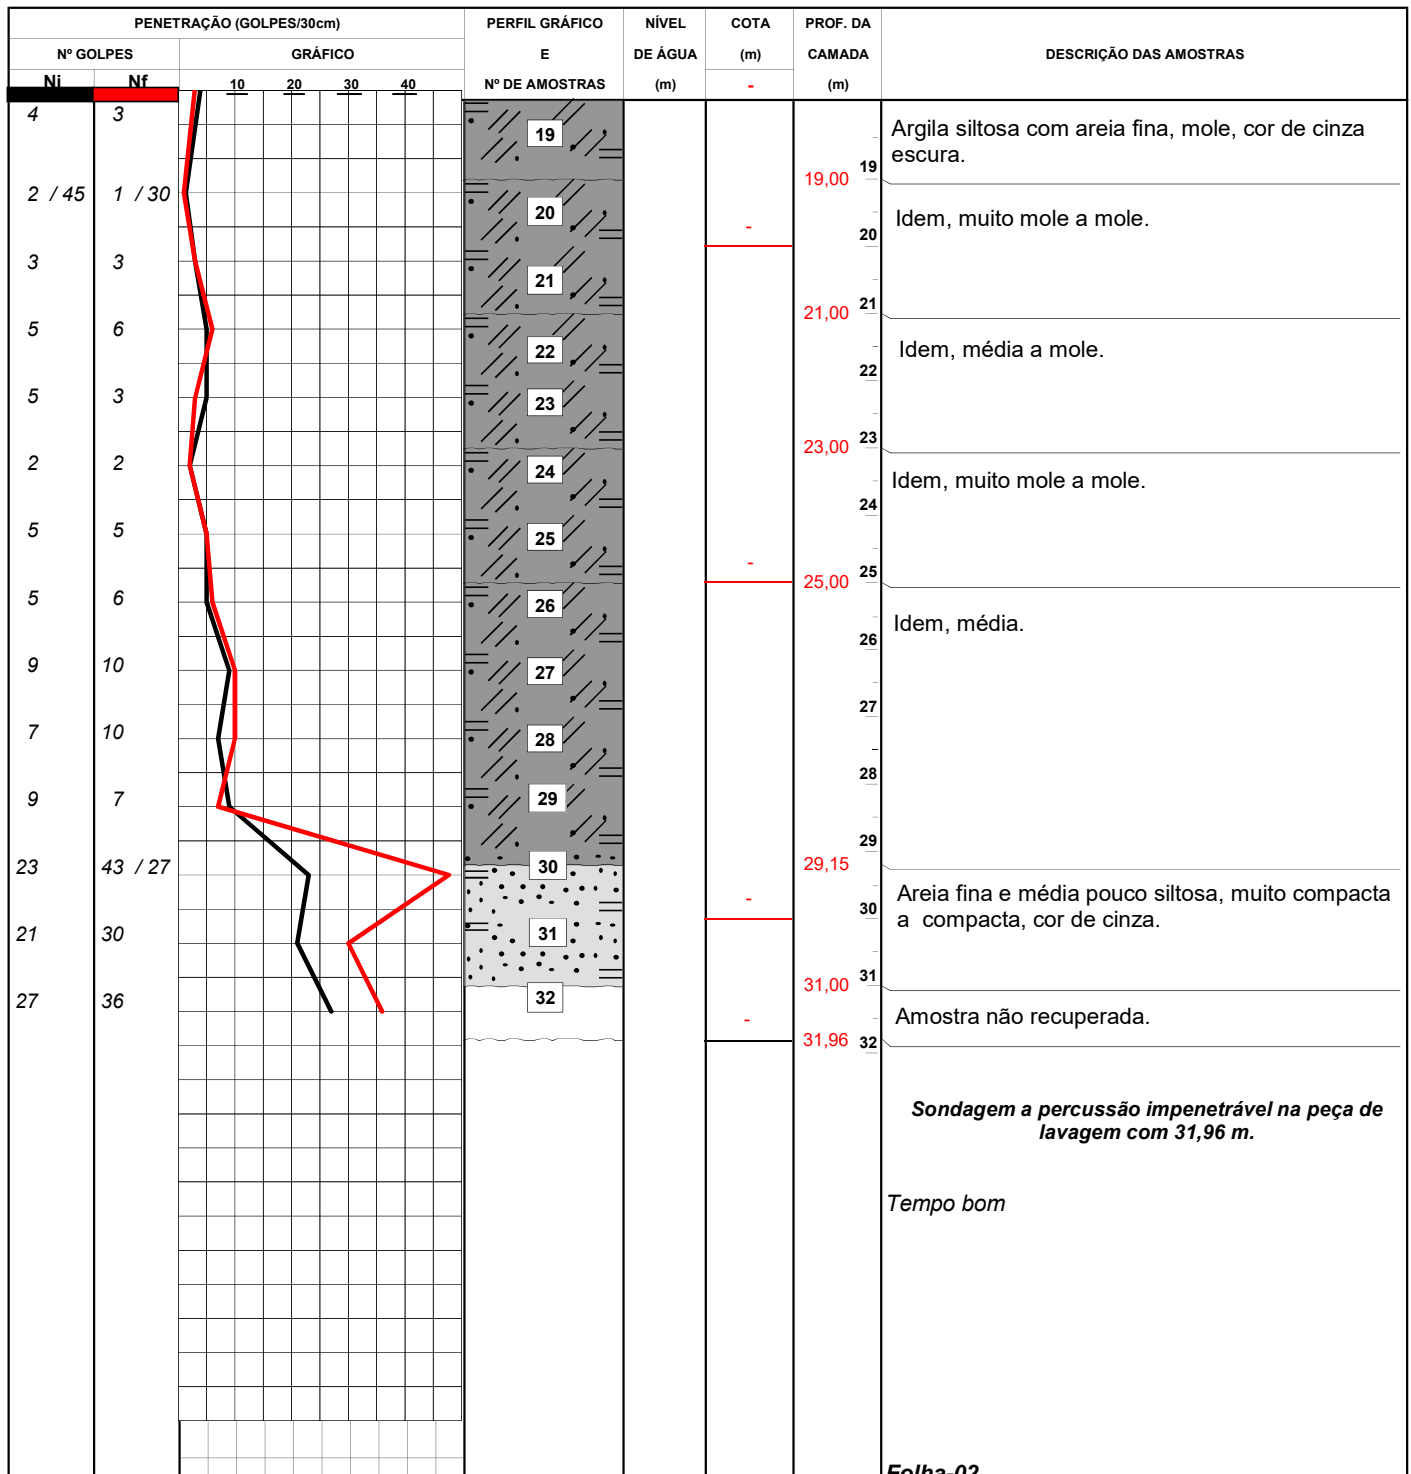 PENETRAÇÃO (GOLPES/30cm)
PERFIL GRÁFICO
NÍVEL
COTA
PROF. DA
Nº GOLPES
GRÁFICO
E
DE ÁGUA
(m)
CAMADA
DESCRIÇÃO DAS AMOSTRAS
Ni
Nf
10 20 30 40
Nº DE AMOSTRAS
(m)
-
(m)
4 3
19
Argila siltosa com areia fina, mole, cor de cinza
escura.
19,00 19
2 / 45 1 / 30
20
Idem, muito mole a mole.
- 20
3 3
21
21,00 21
5 6
22
Idem, média a mole.
22
5 3
23
23,00 23
2 2
24
Idem, muito mole a mole.
24
5 5
25
- 25,00 25
5 6
26
Idem, média.
26
9 10
27
27
7 10
28
28
9 7
29
29
23 43 / 27
30
29,15
Areia fina e média pouco siltosa, muito compacta
a compacta, cor de cinza.
- 30
21 30
31
31,00 31
27 36
32
Amostra não recuperada.
- 31,96 32
Sondagem a percussão impenetrável na peça de
lavagem com 31,96 m.
Tempo bom
Folha-02